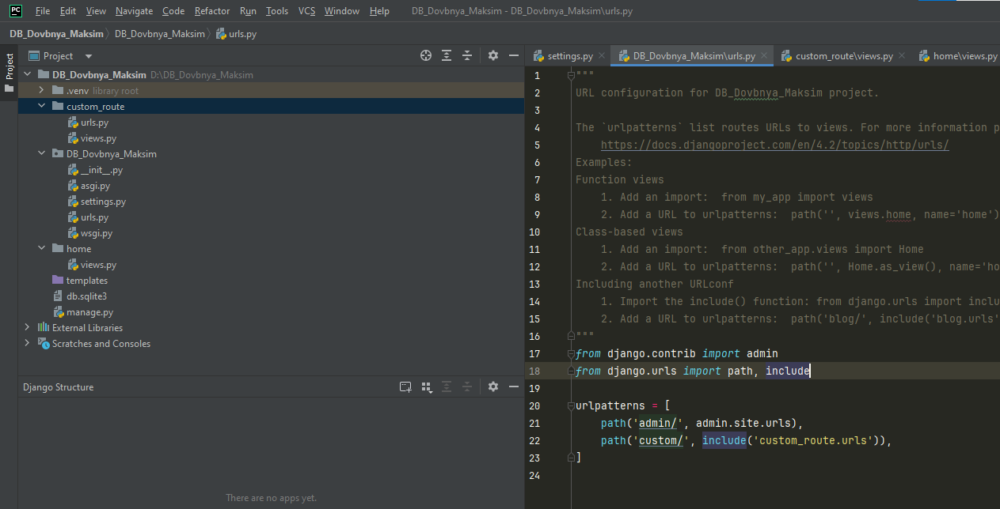 PC File Edit View Navigate Code Refactor Run Tools VCS Window Help DB_Dovbnya_Maksim - DB_Dovbnya_Maksim\urls.py
DB_Dovbnya_Maksim DB_Dovbnya_Maksim urls.py
Project
Project
settings.py DB_Dovbnya_Maksim\urls.py custom_route\views.py home\views.py
DB_Dovbnya_Maksim D:\DB_Dovbnya_Maksim
.venv library root
custom_route
urls.py
views.py
DB_Dovbnya_Maksim
__init__.py
asgi.py
settings.py
urls.py
wsgi.py
home
views.py
templates
db.sqlite3
manage.py
External Libraries
Scratches and Consoles
Django Structure
There are no apps yet.
1 """
2 URL configuration for DB_Dovbnya_Maksim project.
3
4 The `urlpatterns` list routes URLs to views. For more information p
5 https://docs.djangoproject.com/en/4.2/topics/http/urls/
6 Examples:
7 Function views
8 1. Add an import:  from my_app import views
9 2. Add a URL to urlpatterns:  path('', views.home, name='home')
10 Class-based views
11 1. Add an import:  from other_app.views import Home
12 2. Add a URL to urlpatterns:  path('', Home.as_view(), name='ho
13 Including another URLconf
14 1. Import the include() function: from django.urls import inclu
15 2. Add a URL to urlpatterns:  path('blog/', include('blog.urls'
16 """
17 from django.contrib import admin
18 from django.urls import path, include
19
20 urlpatterns = [
21 path('admin/', admin.site.urls),
22 path('custom/', include('custom_route.urls')),
23 ]
24